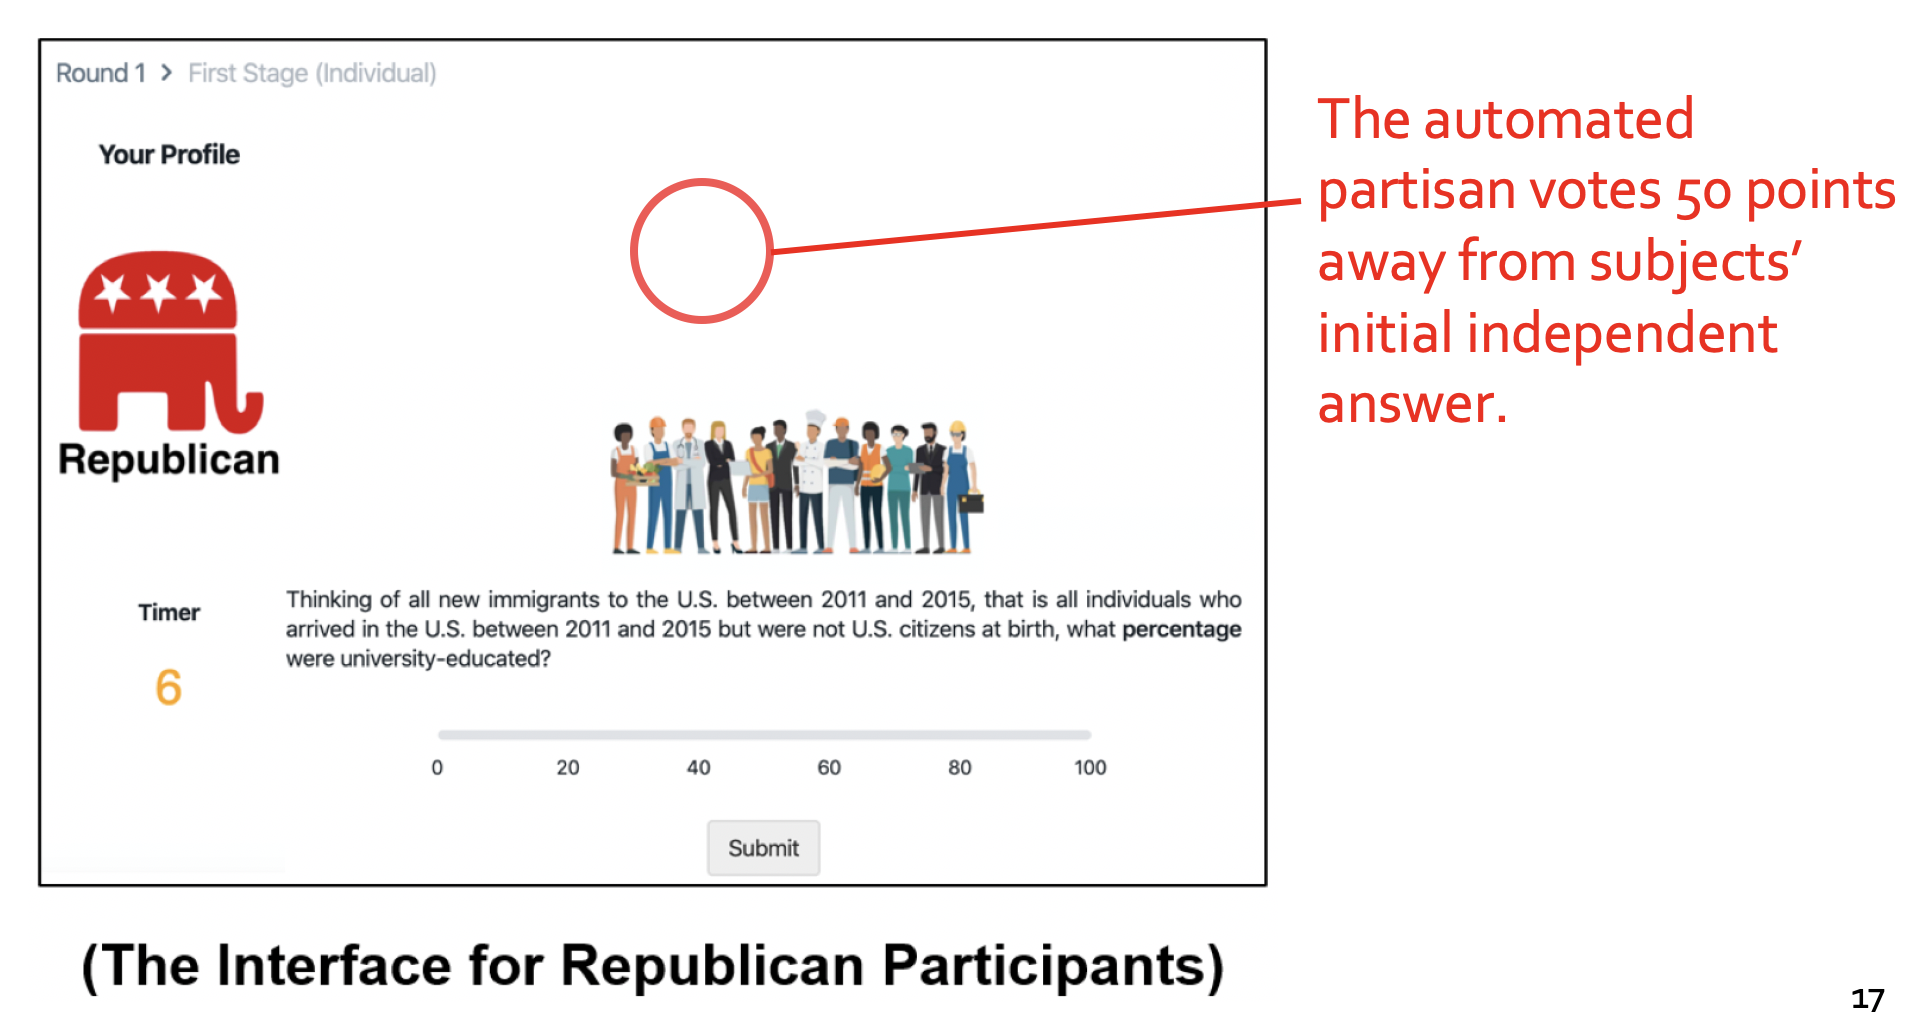 Round 1 > First Stage (Individual)
Your Profile
The automated
partisan votes 50 points
away from subjects’
initial independent
answer.
Republican
Timer
6
Thinking of all new immigrants to the U.S. between 2011 and 2015, that is all individuals who
arrived in the U.S. between 2011 and 2015 but were not U.S. citizens at birth, what percentage
were university-educated?
0 20 40 60 80 100
Submit
(The Interface for Republican Participants)
17